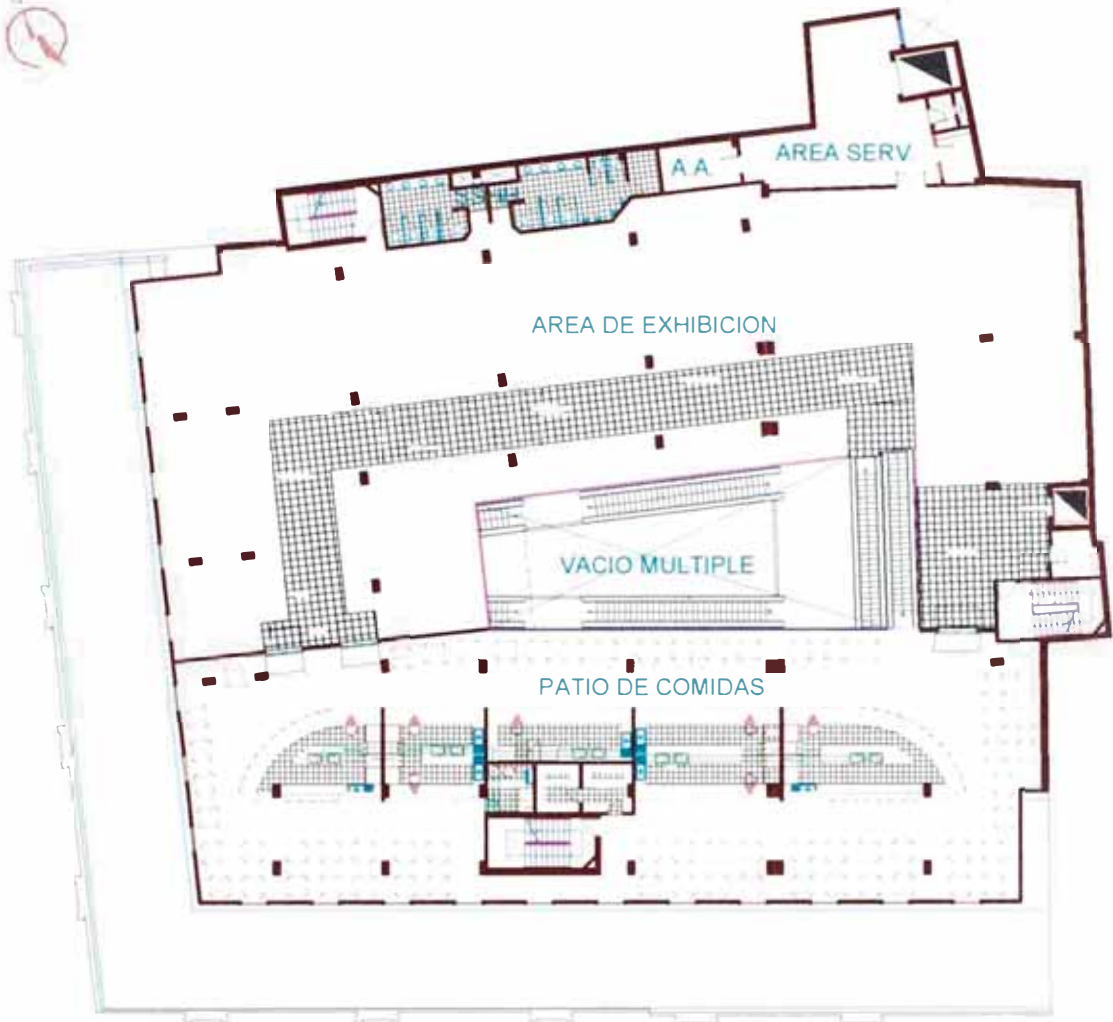 AREA SERV
A.A.
AREA DE EXHIBICION
VACIO MULTIPLE
PATIO DE COMIDAS